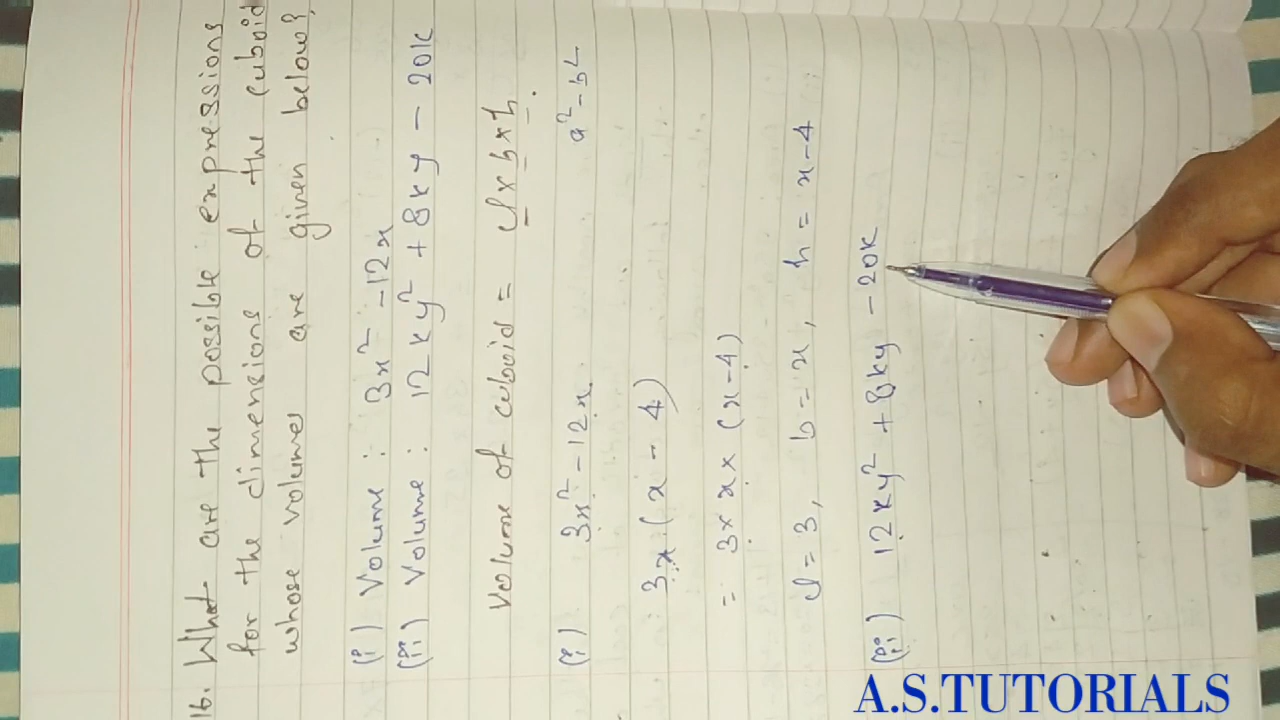 16. What are the possible expressions
for the dimensions of the cuboid
whose volumes are given below?
(i) Volume : 3x² - 12x
(ii) Volume : 12ky² + 8ky - 20k
Volume of cuboid = l x b x h.
(i) 3x² - 12x a² - b²
3x (x - 4)
= 3 x x x (x-4)
l = 3, b = x, h = x-4
(ii) 12ky² + 8ky - 20k
A.S.TUTORIALS